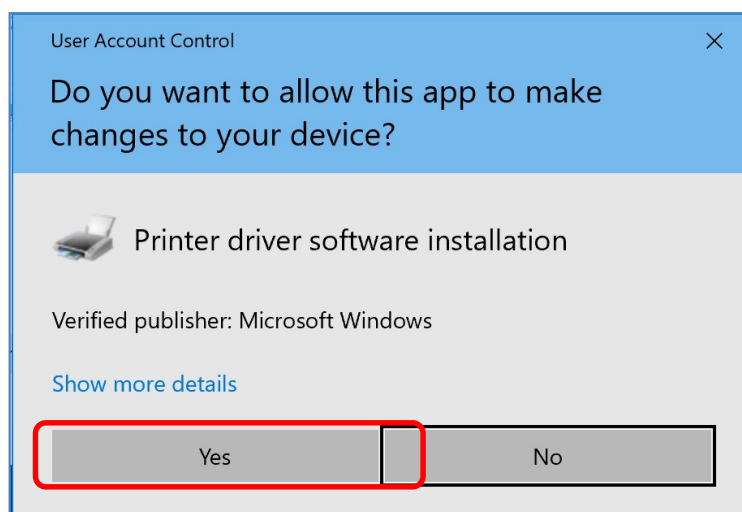 User Account Control
Do you want to allow this app to make
changes to your device?
Printer driver software installation
Verified publisher: Microsoft Windows
Show more details
Yes
No